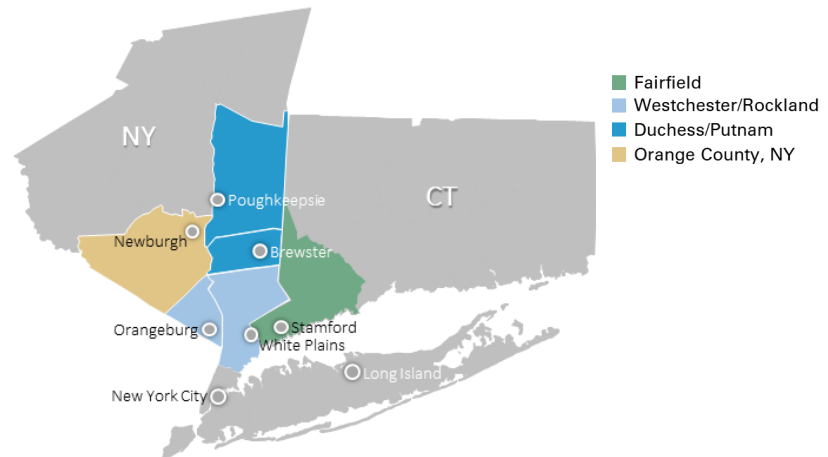 NY
CT
Poughkeepsie
Newburgh
Brewster
Orangeburg
Stamford
White Plains
Long Island
New York City
Fairfield
Westchester/Rockland
Duchess/Putnam
Orange County, NY